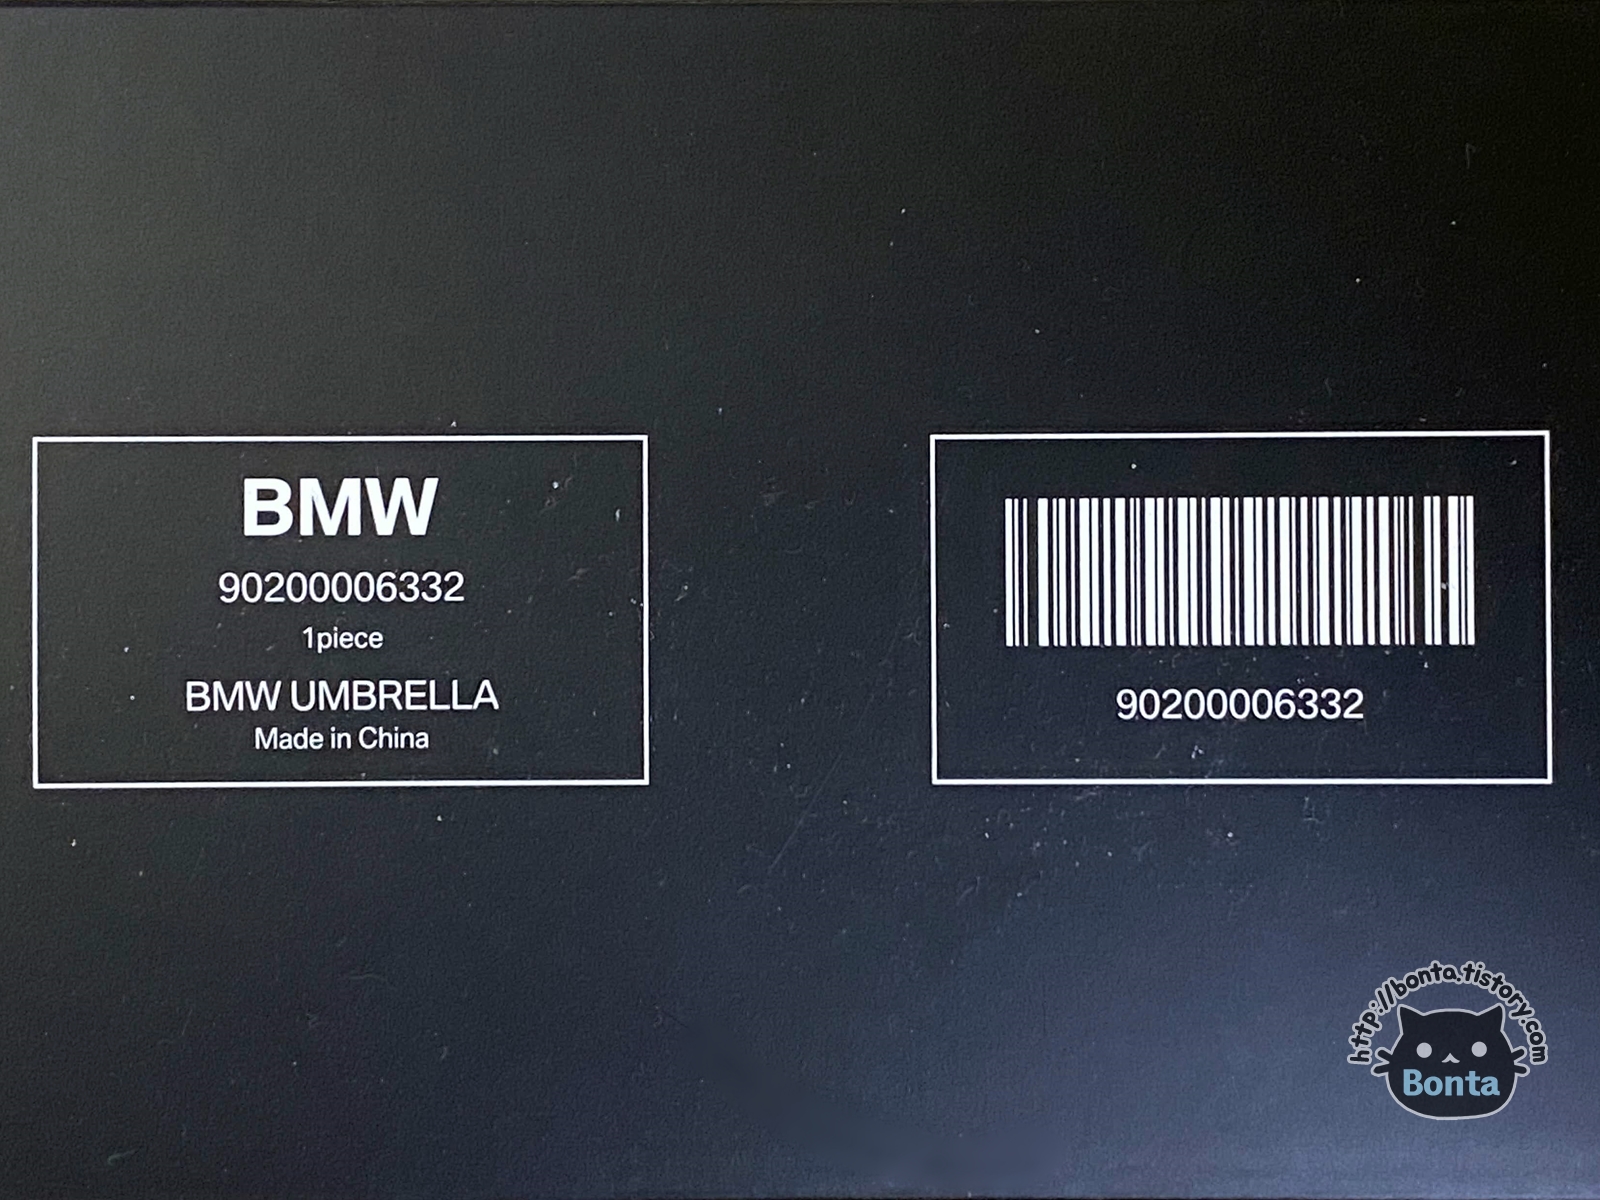 BMW
90200006332
1piece
BMW UMBRELLA
Made in China
90200006332
http://bonta.tistory.com
Bonta